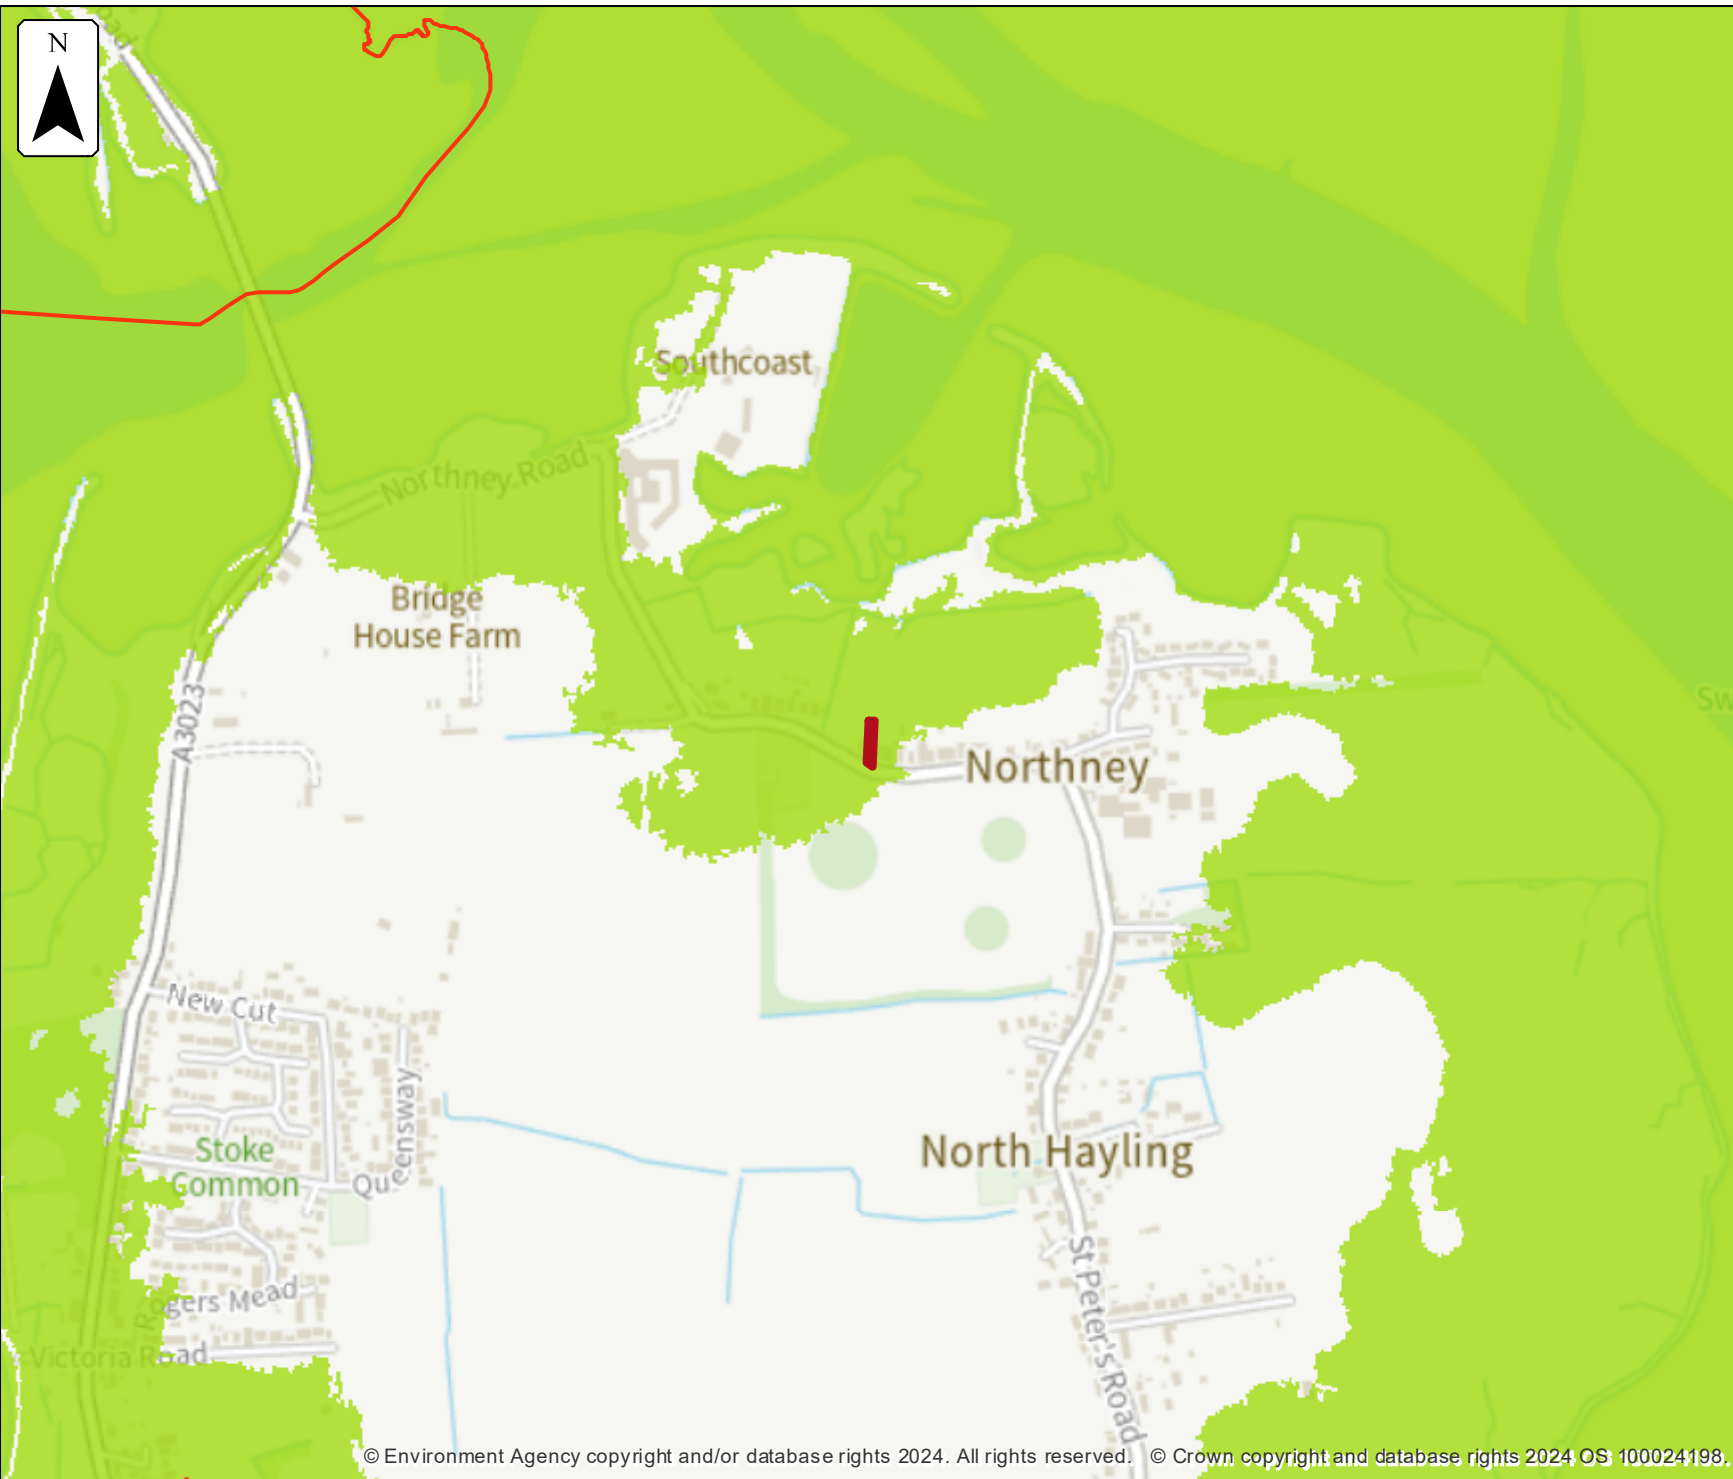 N
Southcoast
Northney Road
Bridge
House Farm
A3023
Sw
Northney
New Cut
Queensway
Stoke
Common
North Hayling
St Peter's Road
Rogers Mead
Victoria Road
© Environment Agency copyright and/or database rights 2024. All rights reserved. © Crown copyright and database rights 2024 OS 100024198.